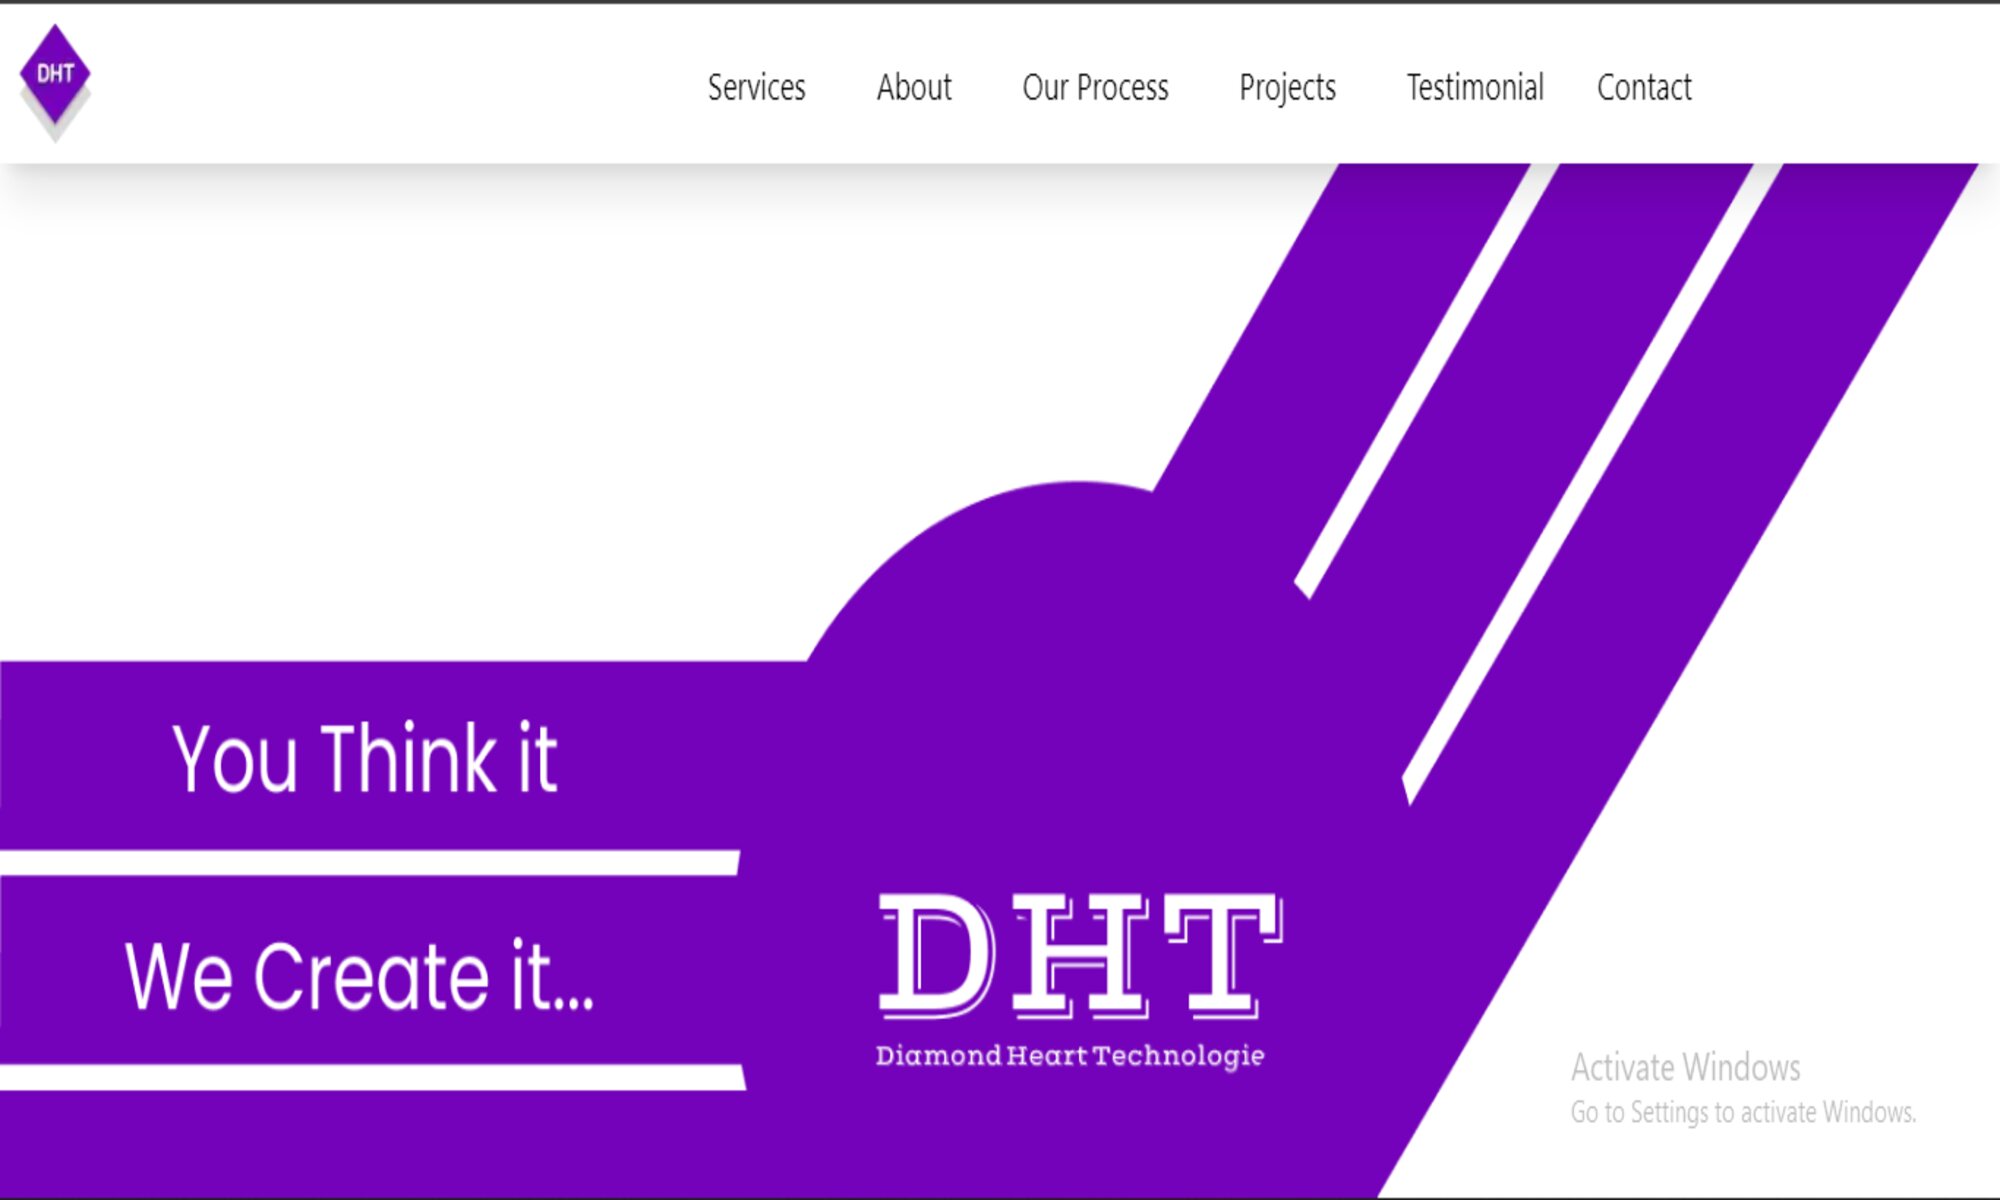 DHT
Services About Our Process Projects Testimonial Contact
You Think it
We Create it...
DHT
Diamond Heart Technologie
Activate Windows
Go to Settings to activate Windows.